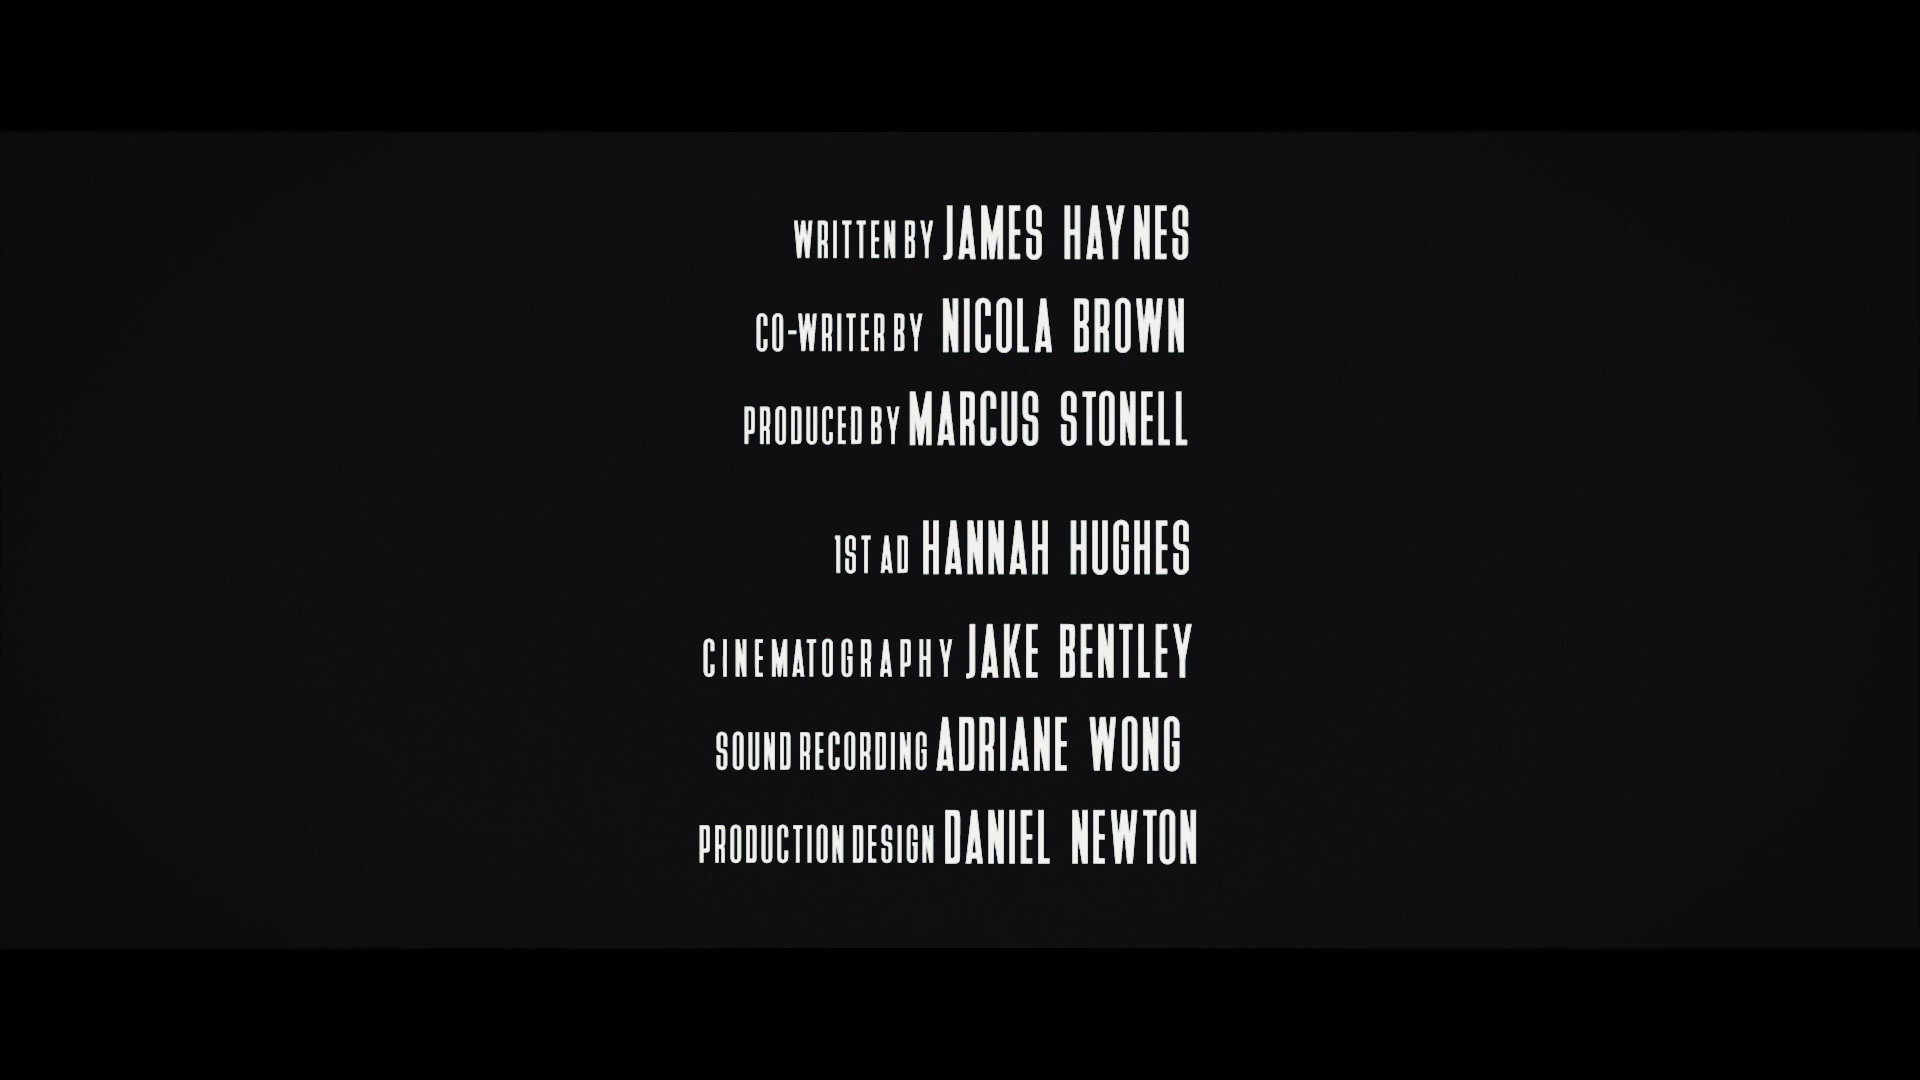 WRITTEN BY JAMES HAYNES
CO-WRITER BY NICOLA BROWN
PRODUCED BY MARCUS STONELL
1ST AD HANNAH HUGHES
CINEMATOGRAPHY JAKE BENTLEY
SOUND RECORDING ADRIANE WONG
PRODUCTION DESIGN DANIEL NEWTON